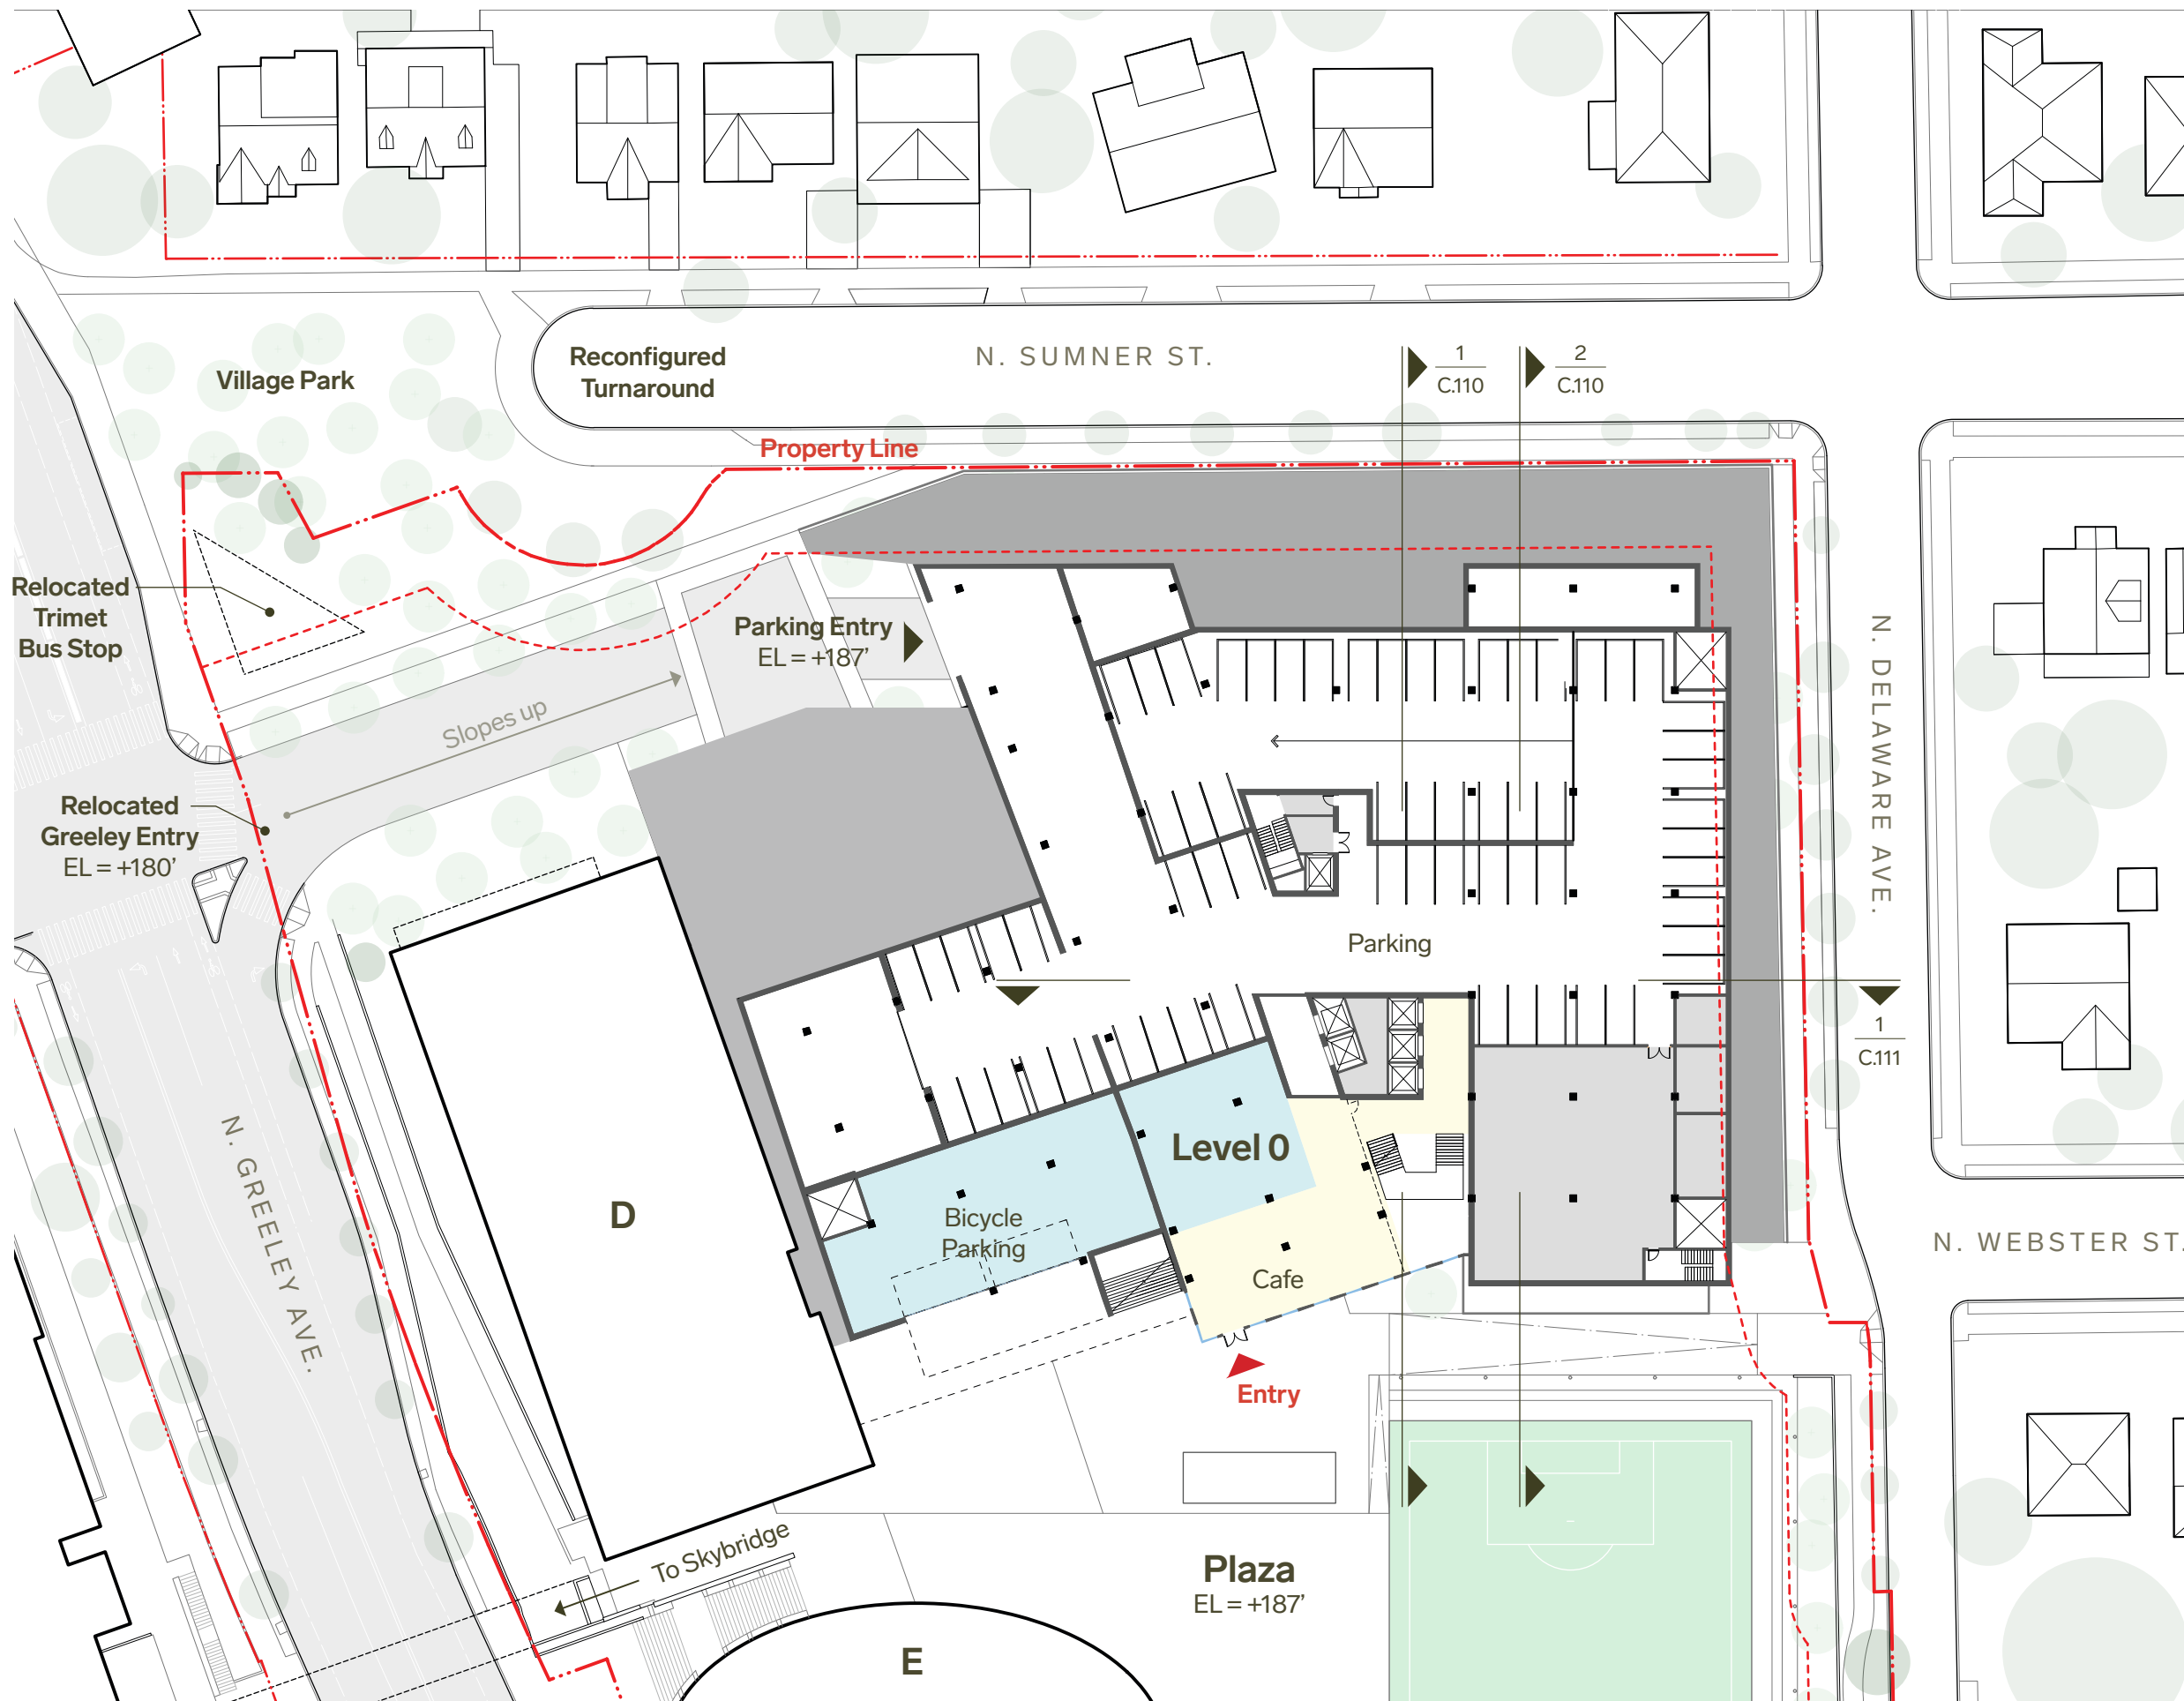 Village Park
Reconfigured
Turnaround
N. SUMNER ST.
1
C.110
2
C.110
Property Line
Relocated
Trimet
Bus Stop
Parking Entry
EL = +187’
N. DELAWARE AVE.
Slopes up
Relocated
Greeley Entry
EL = +180’
Parking
1
C.111
N. GREELEY AVE.
Level 0
D
Bicycle
Parking
Cafe
N. WEBSTER ST.
Entry
To Skybridge
Plaza
EL = +187’
E